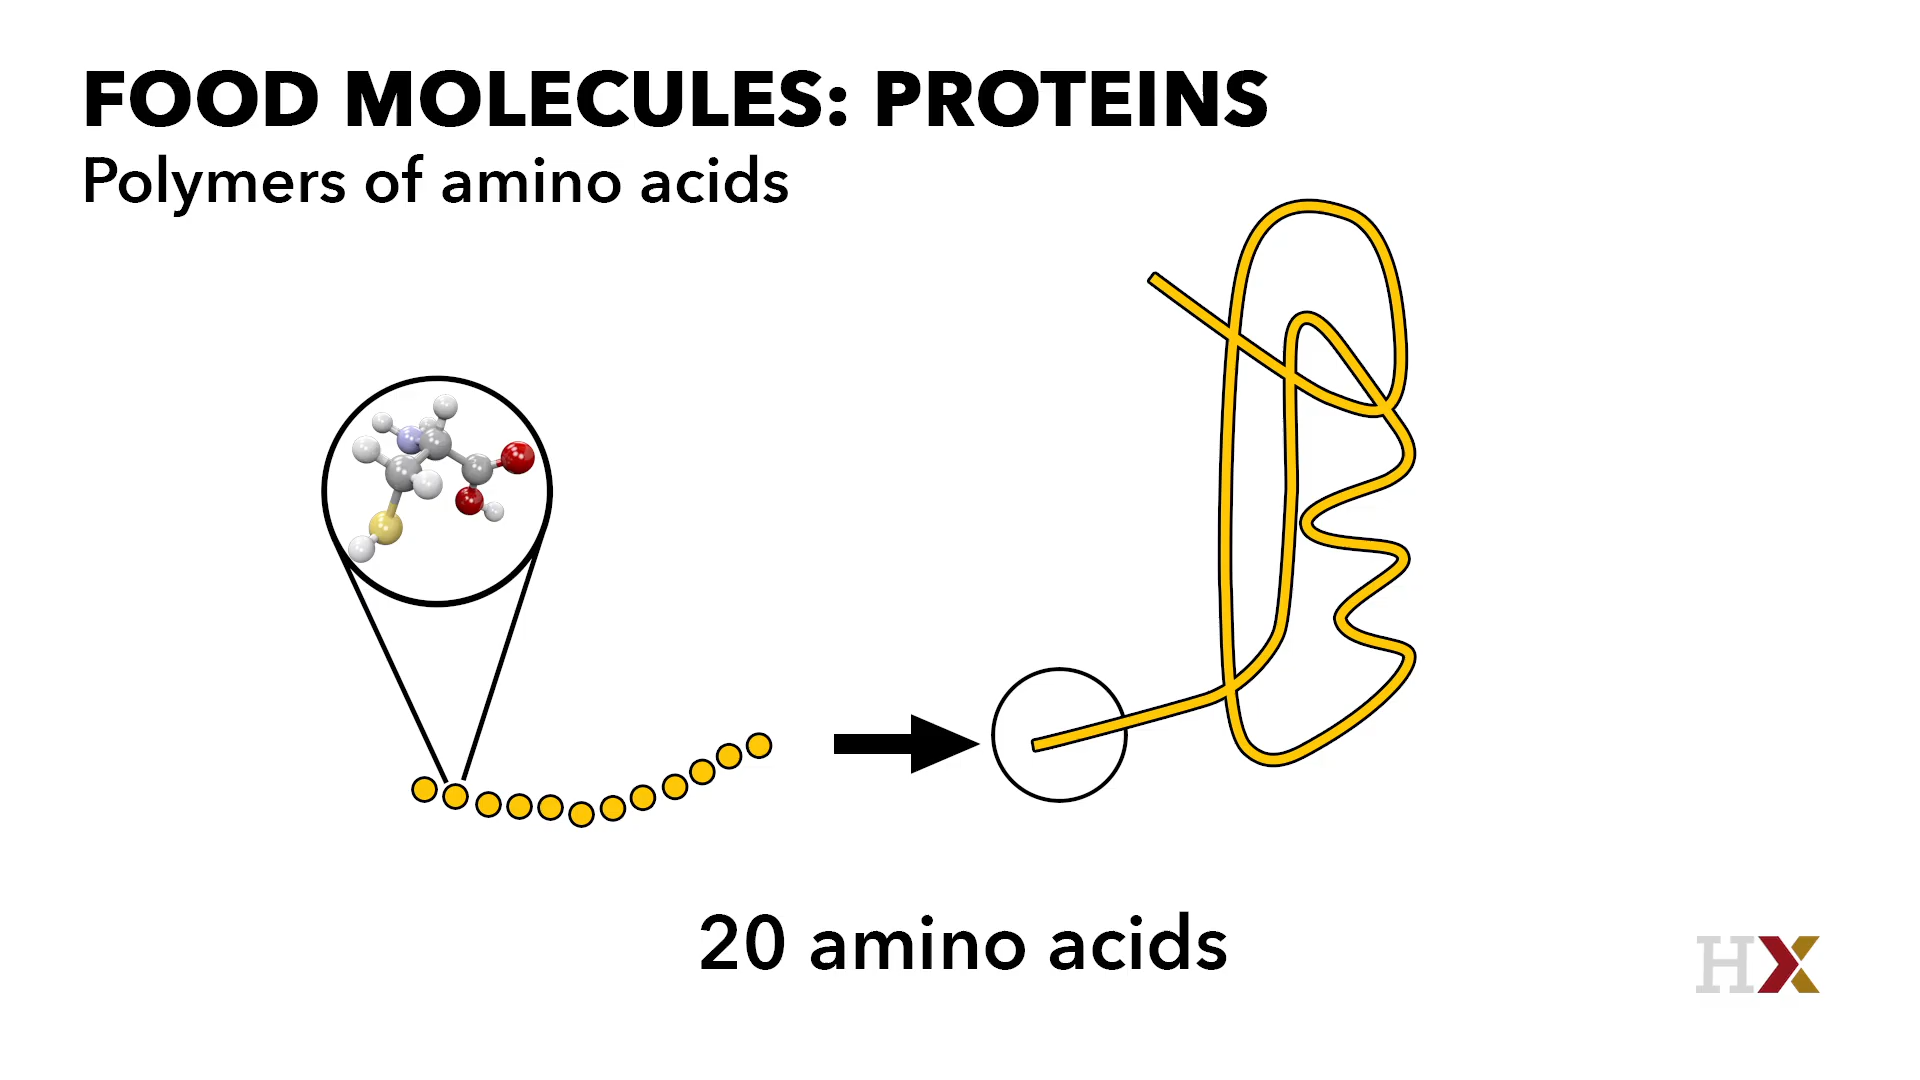 FOOD MOLECULES: PROTEINS
Polymers of amino acids
20 amino acids
HX